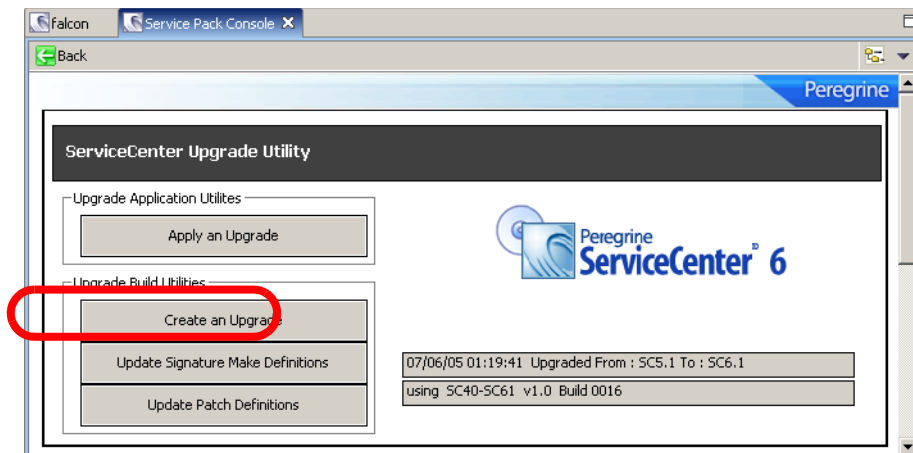 falcon
Service Pack Console
Back
Peregrine
ServiceCenter Upgrade Utility
Upgrade Application Utilites
Apply an Upgrade
Upgrade Build Utilities
Create an Upgrade
Update Signature Make Definitions
Update Patch Definitions
Peregrine
ServiceCenter 6
07/06/05 01:19:41 Upgraded From : SC5.1 To : SC6.1
using SC40-SC61 v1.0 Build 0016